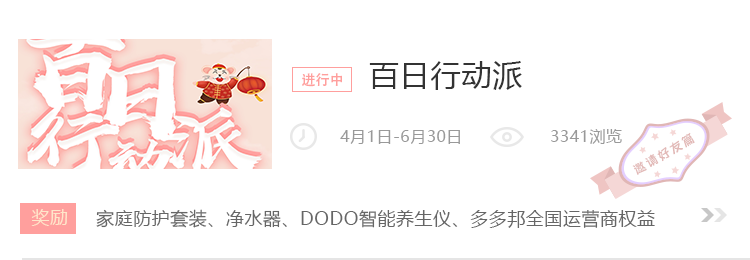 百日
行动派
进行中
百日行动派
4月1日-6月30日
3341浏览
邀请好友篇
奖励
家庭防护套装、净水器、DODO智能养生仪、多多邦全国运营商权益